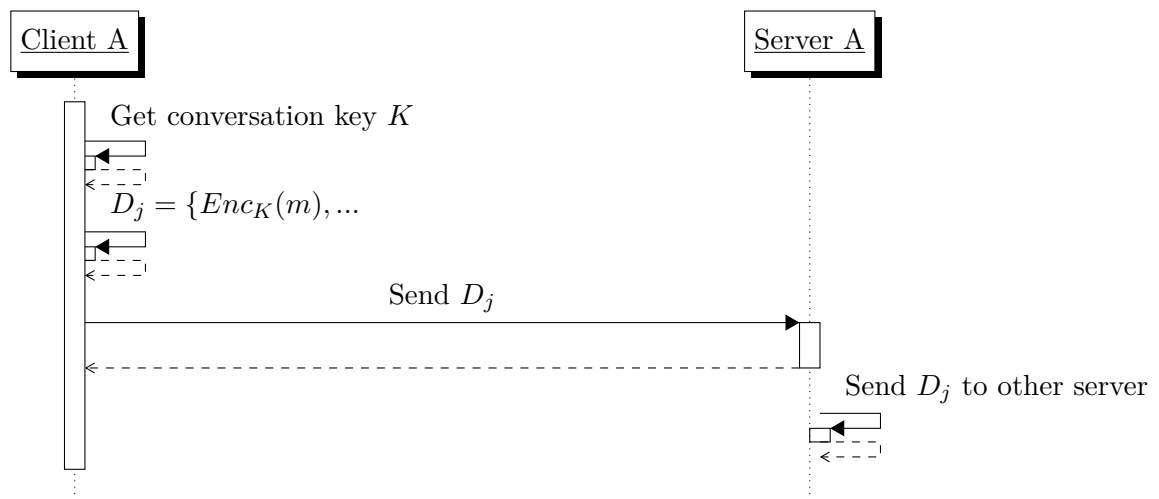 Client A
Server A
Get conversation key K
D_j = {Enc_K(m), ...
Send D_j
Send D_j to other server